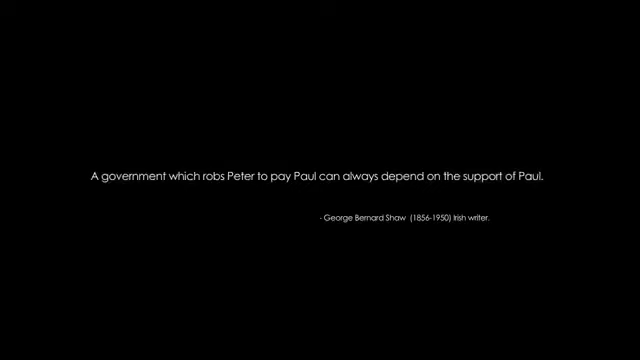 A government which robs Peter to pay Paul can always depend on the support of Paul.
- George Bernard Shaw (1856-1950) Irish writer.